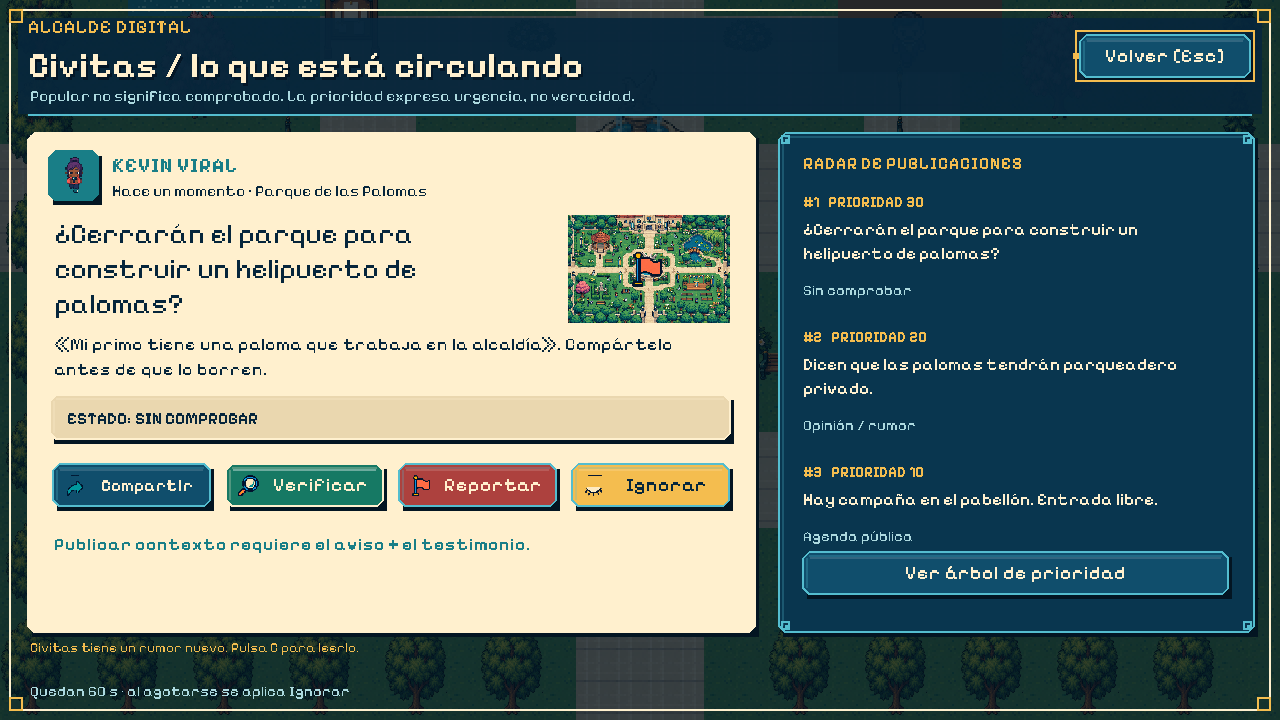 ALCALDE DIGITAL
Civitas / lo que está circulando
Popular no significa comprobado. La prioridad expresa urgencia, no veracidad.
Volver (Esc)
KEVIN VIRAL
Hace un momento · Parque de las Palomas
¿Cerrarán el parque para
construir un helipuerto de
palomas?
«Mi primo tiene una paloma que trabaja en la alcaldía». Compártelo
antes de que lo borren.
ESTADO: SIN COMPROBAR
Compartir
Verificar
Reportar
Ignorar
Publicar contexto requiere el aviso + el testimonio.
RADAR DE PUBLICACIONES
#1 PRIORIDAD 30
¿Cerrarán el parque para construir un
helipuerto de palomas?
Sin comprobar
#2 PRIORIDAD 20
Dicen que las palomas tendrán parqueadero
privado.
Opinión / rumor
#3 PRIORIDAD 10
Hay campaña en el pabellón. Entrada libre.
Agenda pública
Ver árbol de prioridad
Civitas tiene un rumor nuevo. Pulsa C para leerlo.
Quedan 60 s · al agotarse se aplica Ignorar